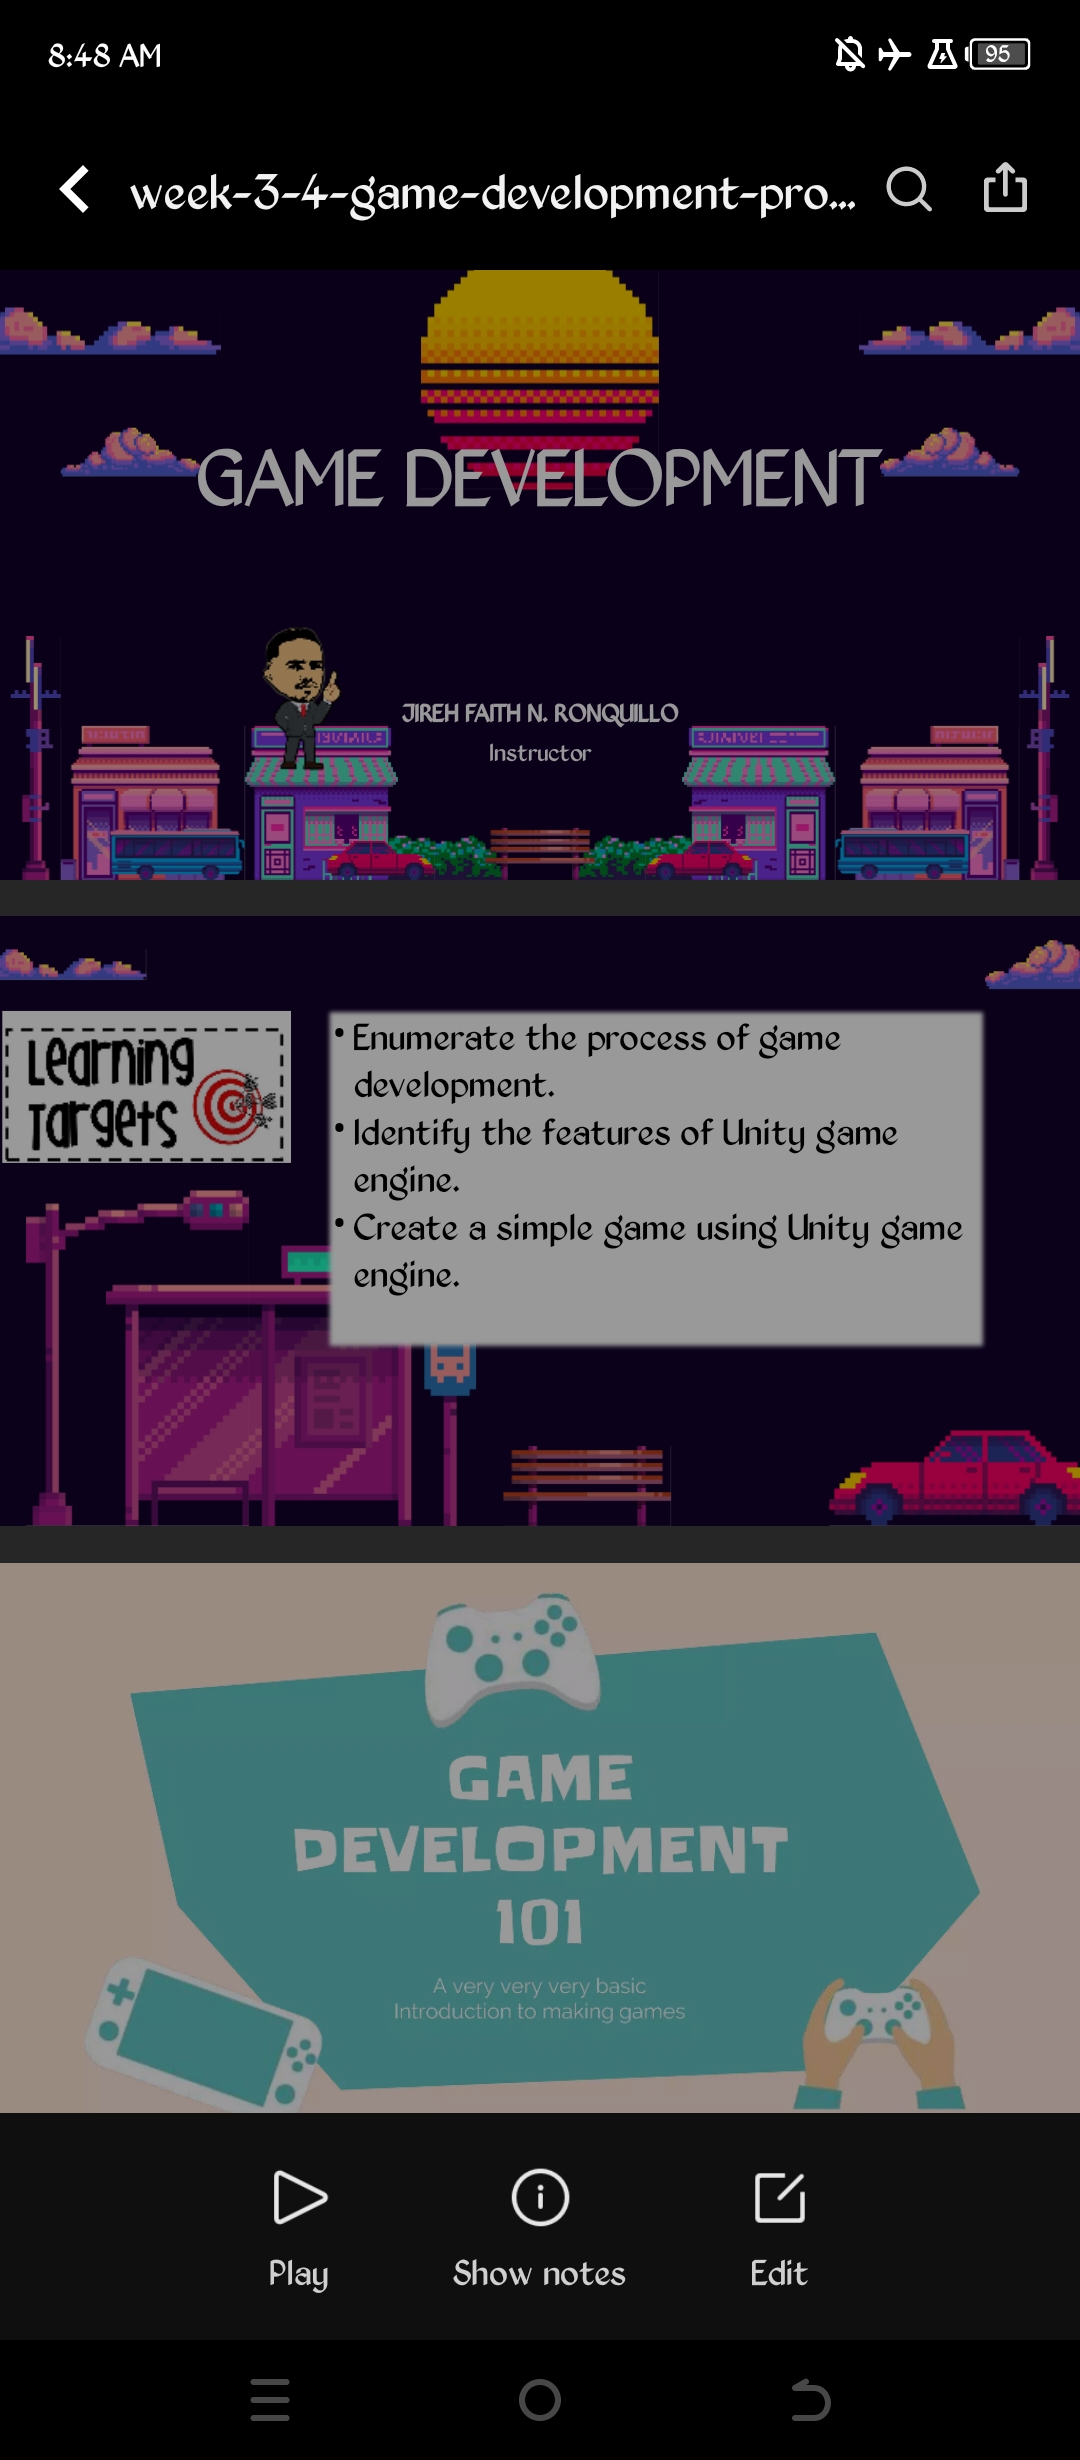 8:48 AM
95
week-3-4-game-development-pro...
GAME DEVELOPMENT
JIREH FAITH N. RONQUILLO
Instructor
Learning
Targets
• Enumerate the process of game
development.
• Identify the features of Unity game
engine.
• Create a simple game using Unity game
engine.
GAME
DEVELOPMENT
101
A very very very basic
Introduction to making games
Play
Show notes
Edit